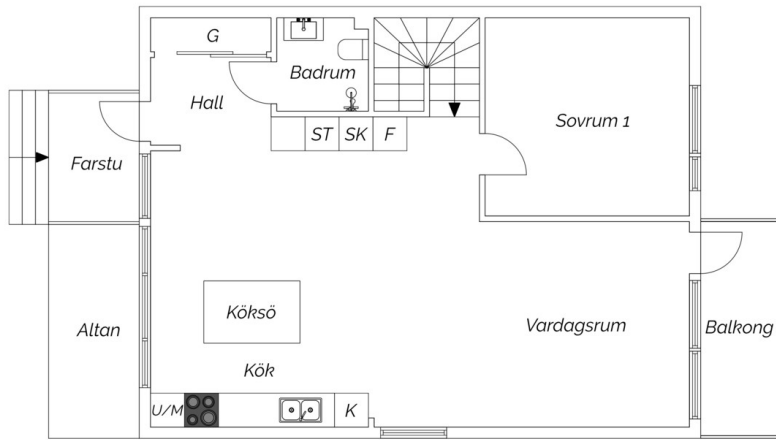 G
Badrum
Hall
Sovrum 1
ST SK F
Farstu
Köksö
Altan
Vardagsrum
Balkong
Kök
U/M
K